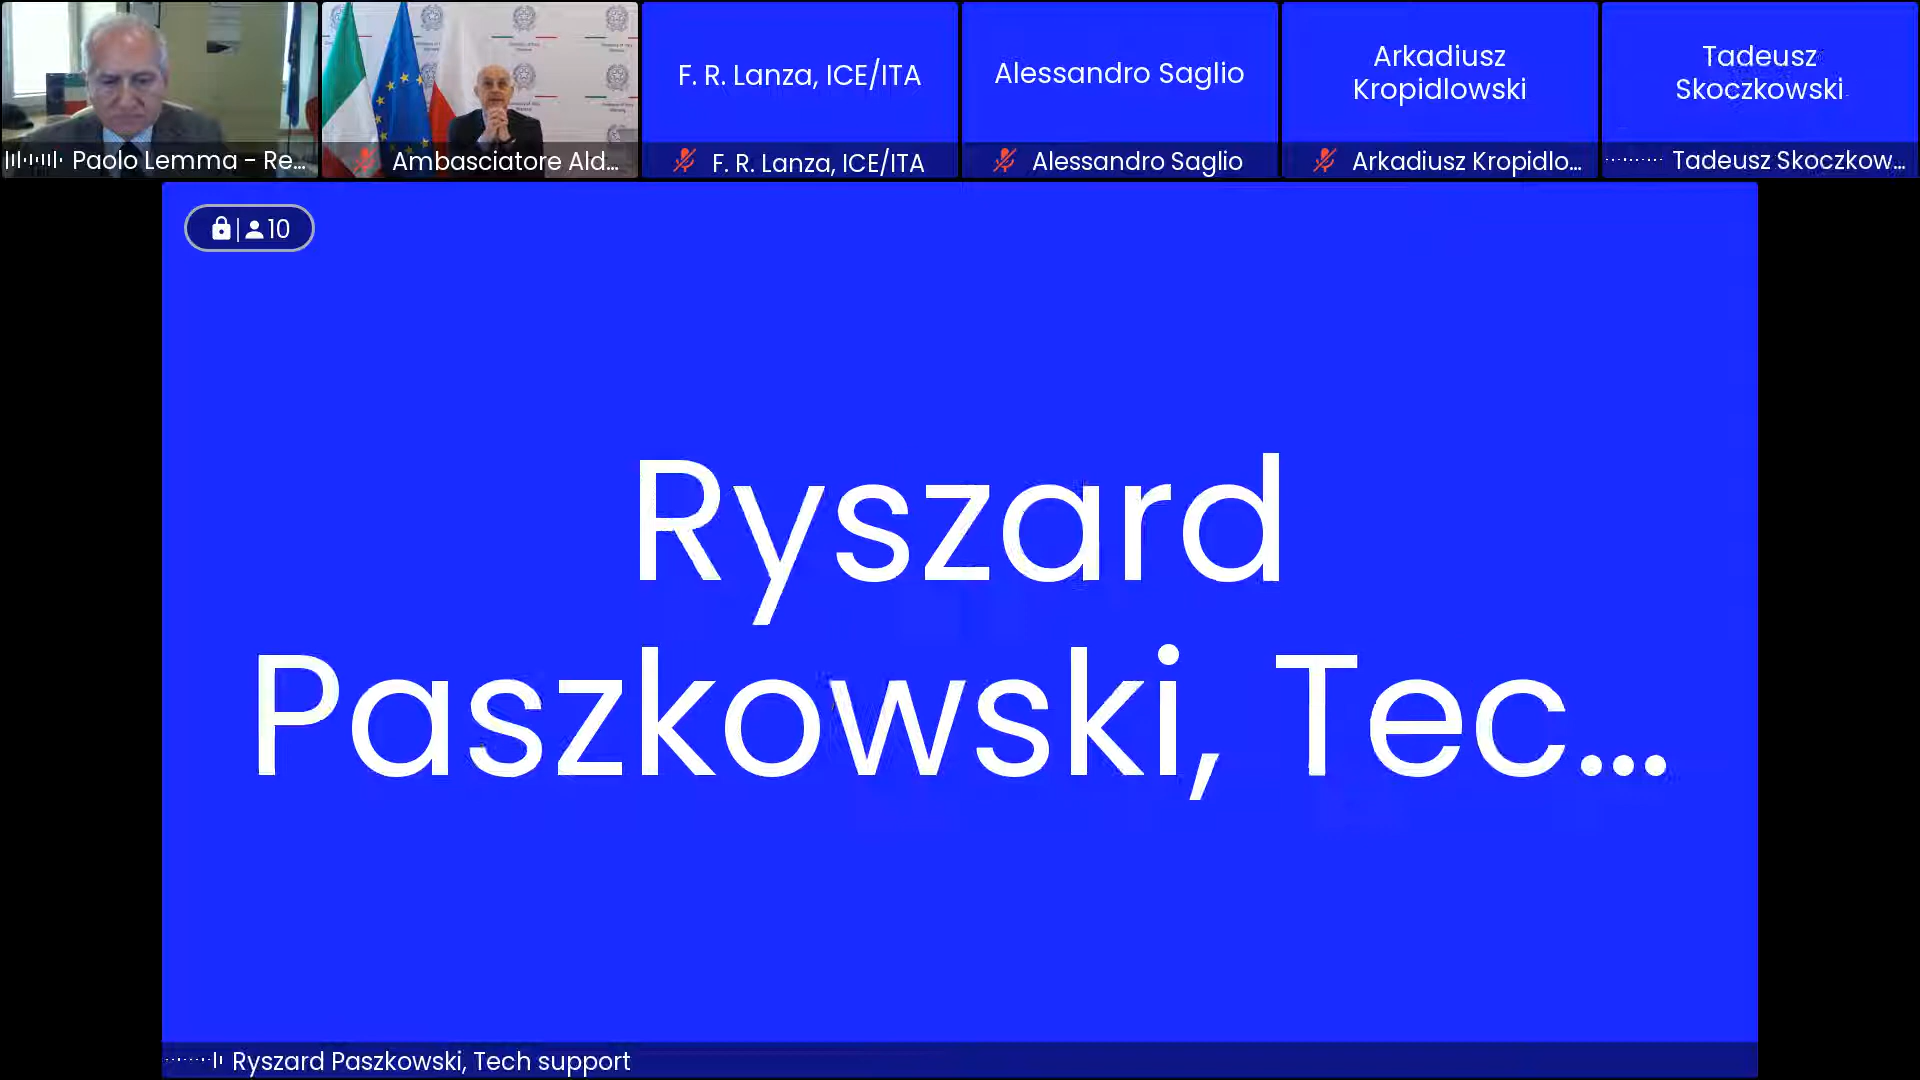 F. R. Lanza, ICE/ITA
Alessandro Saglio
Arkadiusz
Kropidlowski
Tadeusz
Skoczkowski
Paolo Lemma - Re...
Ambasciatore Ald...
F. R. Lanza, ICE/ITA
Alessandro Saglio
Arkadiusz Kropidlo...
Tadeusz Skoczkow...
10
Ryszard
Paszkowski, Tec...
Ryszard Paszkowski, Tech support